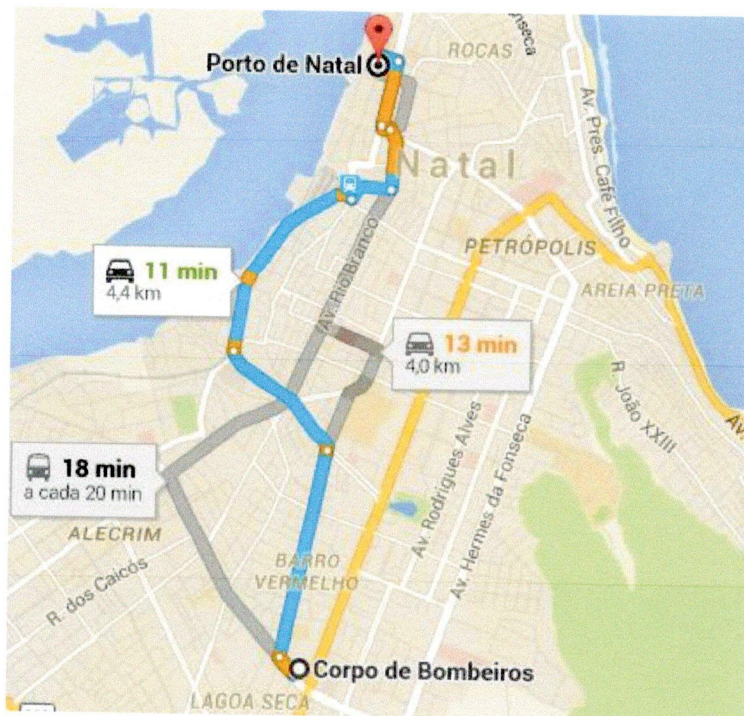 ROCAS
Fonseca
Porto de Natal
Natal
Av. Pres. Café Filho
PETRÓPOLIS
AREIA PRETA
11 min
4,4 km
Av. Rio Branco
13 min
4,0 km
R. João XXIII
Av.
18 min
a cada 20 min
Av. Rodrigues Alves
Av. Hermes da Fonseca
ALECRIM
R. dos Caicós
BARRO
VERMELHO
Corpo de Bombeiros
LAGOA SECA